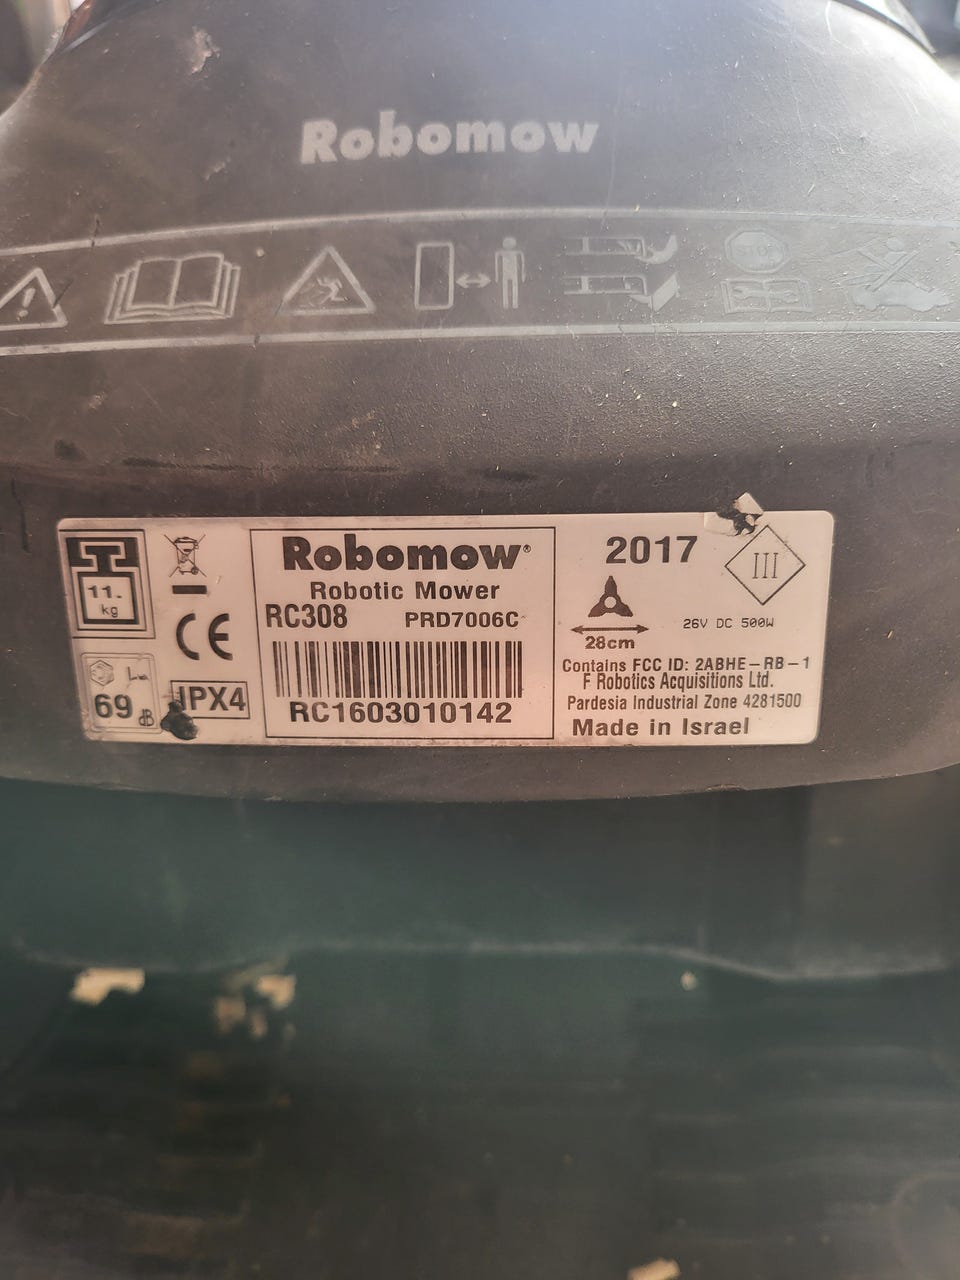 Robomow
STOP
Robomow®
Robotic Mower
RC308 PRD7006C
RC1603010142
11.
kg
69 dB
CE
IPX4
2017
III
28cm
26V DC 500W
Contains FCC ID: 2ABHE-RB-1
F Robotics Acquisitions Ltd.
Pardesia Industrial Zone 4281500
Made in Israel